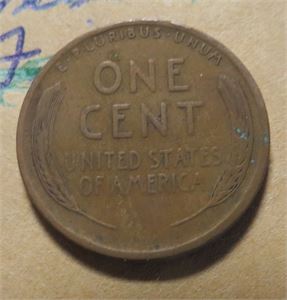 E·PLURIBUS·UNUM
ONE
CENT
UNITED STATES
OF AMERICA